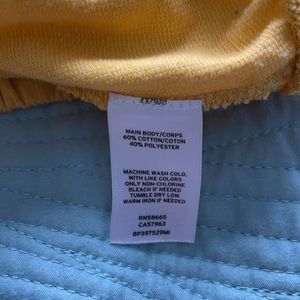 MAIN BODY/CORPS
60% COTTON/COTON
40% POLYESTER
MACHINE WASH COLD,
WITH LIKE COLORS
ONLY NON-CHLORINE
BLEACH IF NEEDED
TUMBLE DRY LOW
WARM IRON IF NEEDED
RN58665
CA57963
BP397529MI